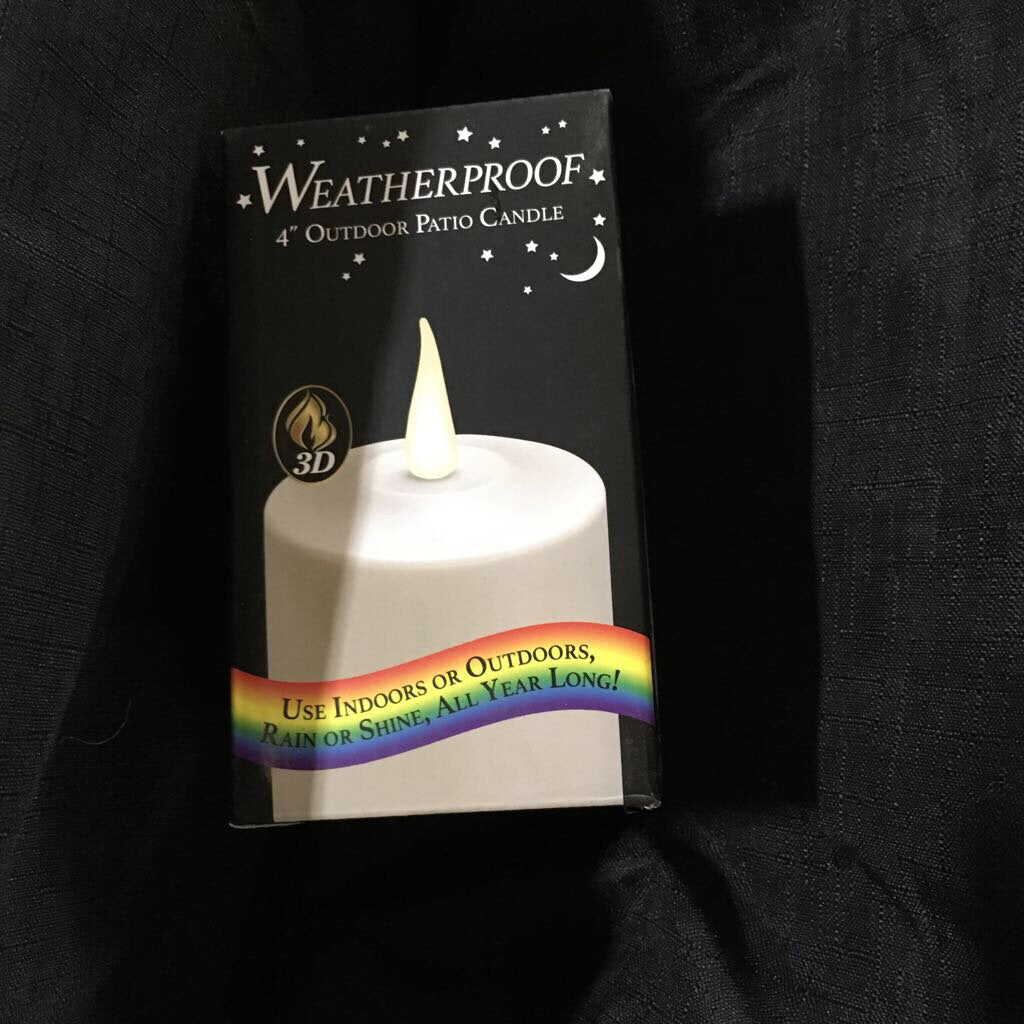 WEATHERPROOF
4" OUTDOOR PATIO CANDLE
3D
USE INDOORS OR OUTDOORS,
RAIN OR SHINE, ALL YEAR LONG!